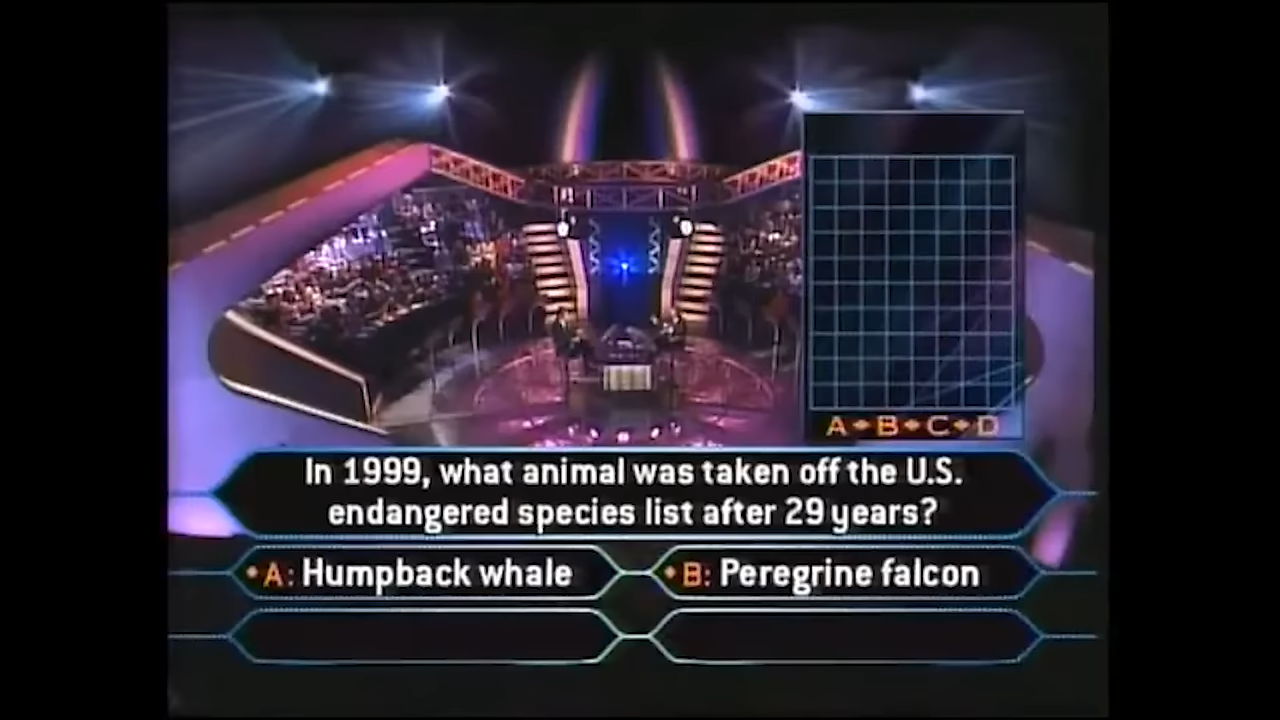 A◆B◆C◆D
In 1999, what animal was taken off the U.S.
endangered species list after 29 years?
◆A: Humpback whale
◆B: Peregrine falcon